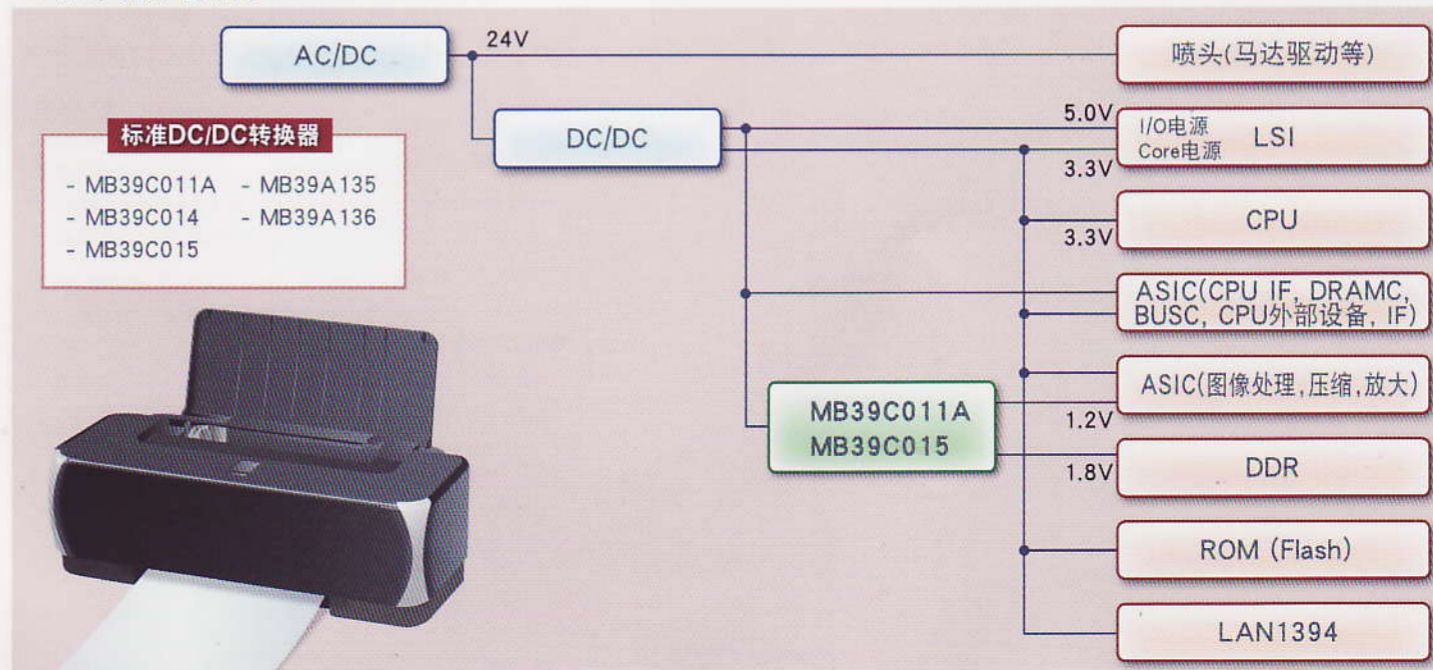 AC/DC
24V
喷头(马达驱动等)
标准DC/DC转换器
- MB39C011A - MB39A135
- MB39C014 - MB39A136
- MB39C015
DC/DC
5.0V
I/O电源
Core电源
LSI
3.3V
CPU
3.3V
ASIC(CPU IF, DRAMC,
BUSC, CPU外部设备, IF)
MB39C011A
MB39C015
ASIC(图像处理,压缩,放大)
1.2V
DDR
1.8V
ROM (Flash)
LAN1394